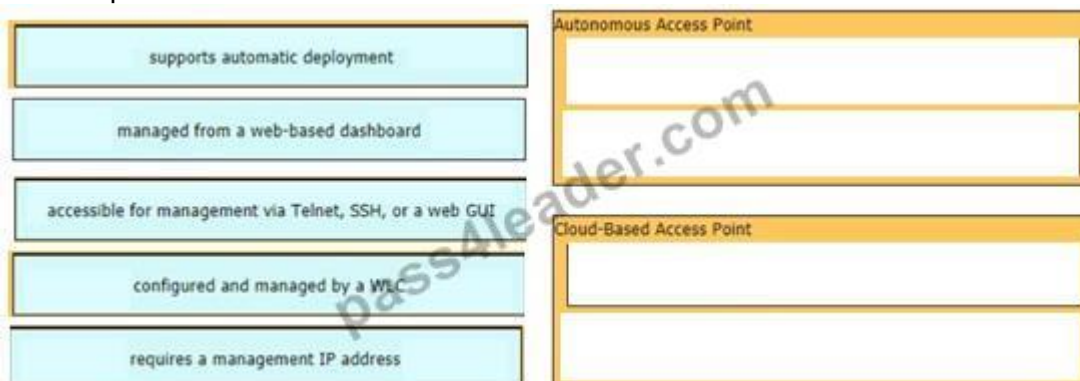 supports automatic deployment
managed from a web-based dashboard
accessible for management via Telnet, SSH, or a web GUI
configured and managed by a WLC
requires a management IP address
Autonomous Access Point
Cloud-Based Access Point
pass4leader.com